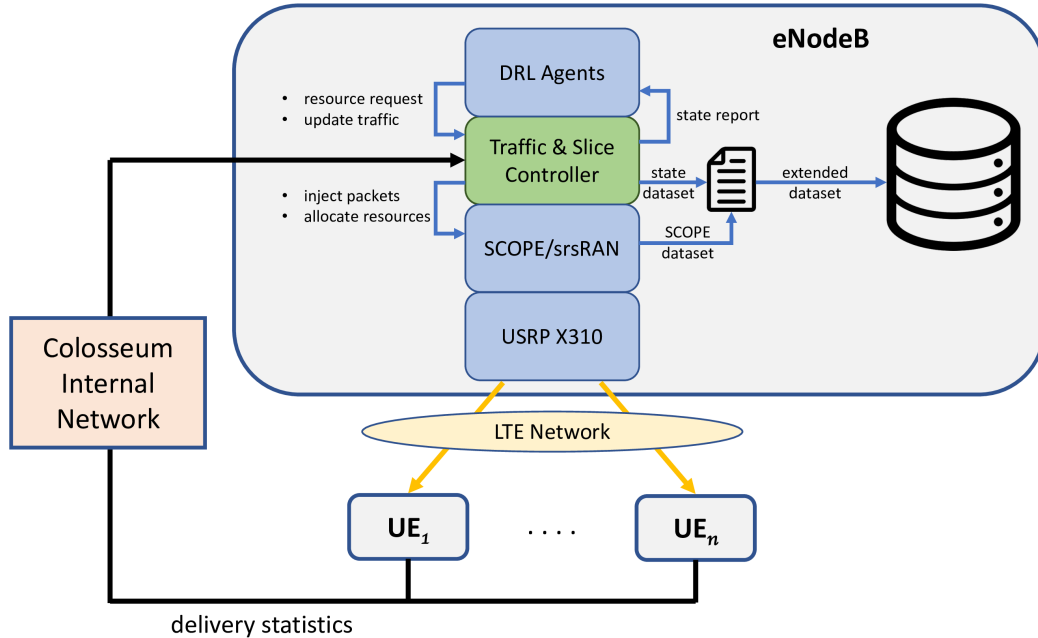 eNodeB
DRL Agents
• resource request
• update traffic
state report
Traffic & Slice
Controller
• inject packets
• allocate resources
state
dataset
extended
dataset
SCOPE/srsRAN
SCOPE
dataset
USRP X310
Colosseum
Internal
Network
LTE Network
UE1
. . . .
UEn
delivery statistics